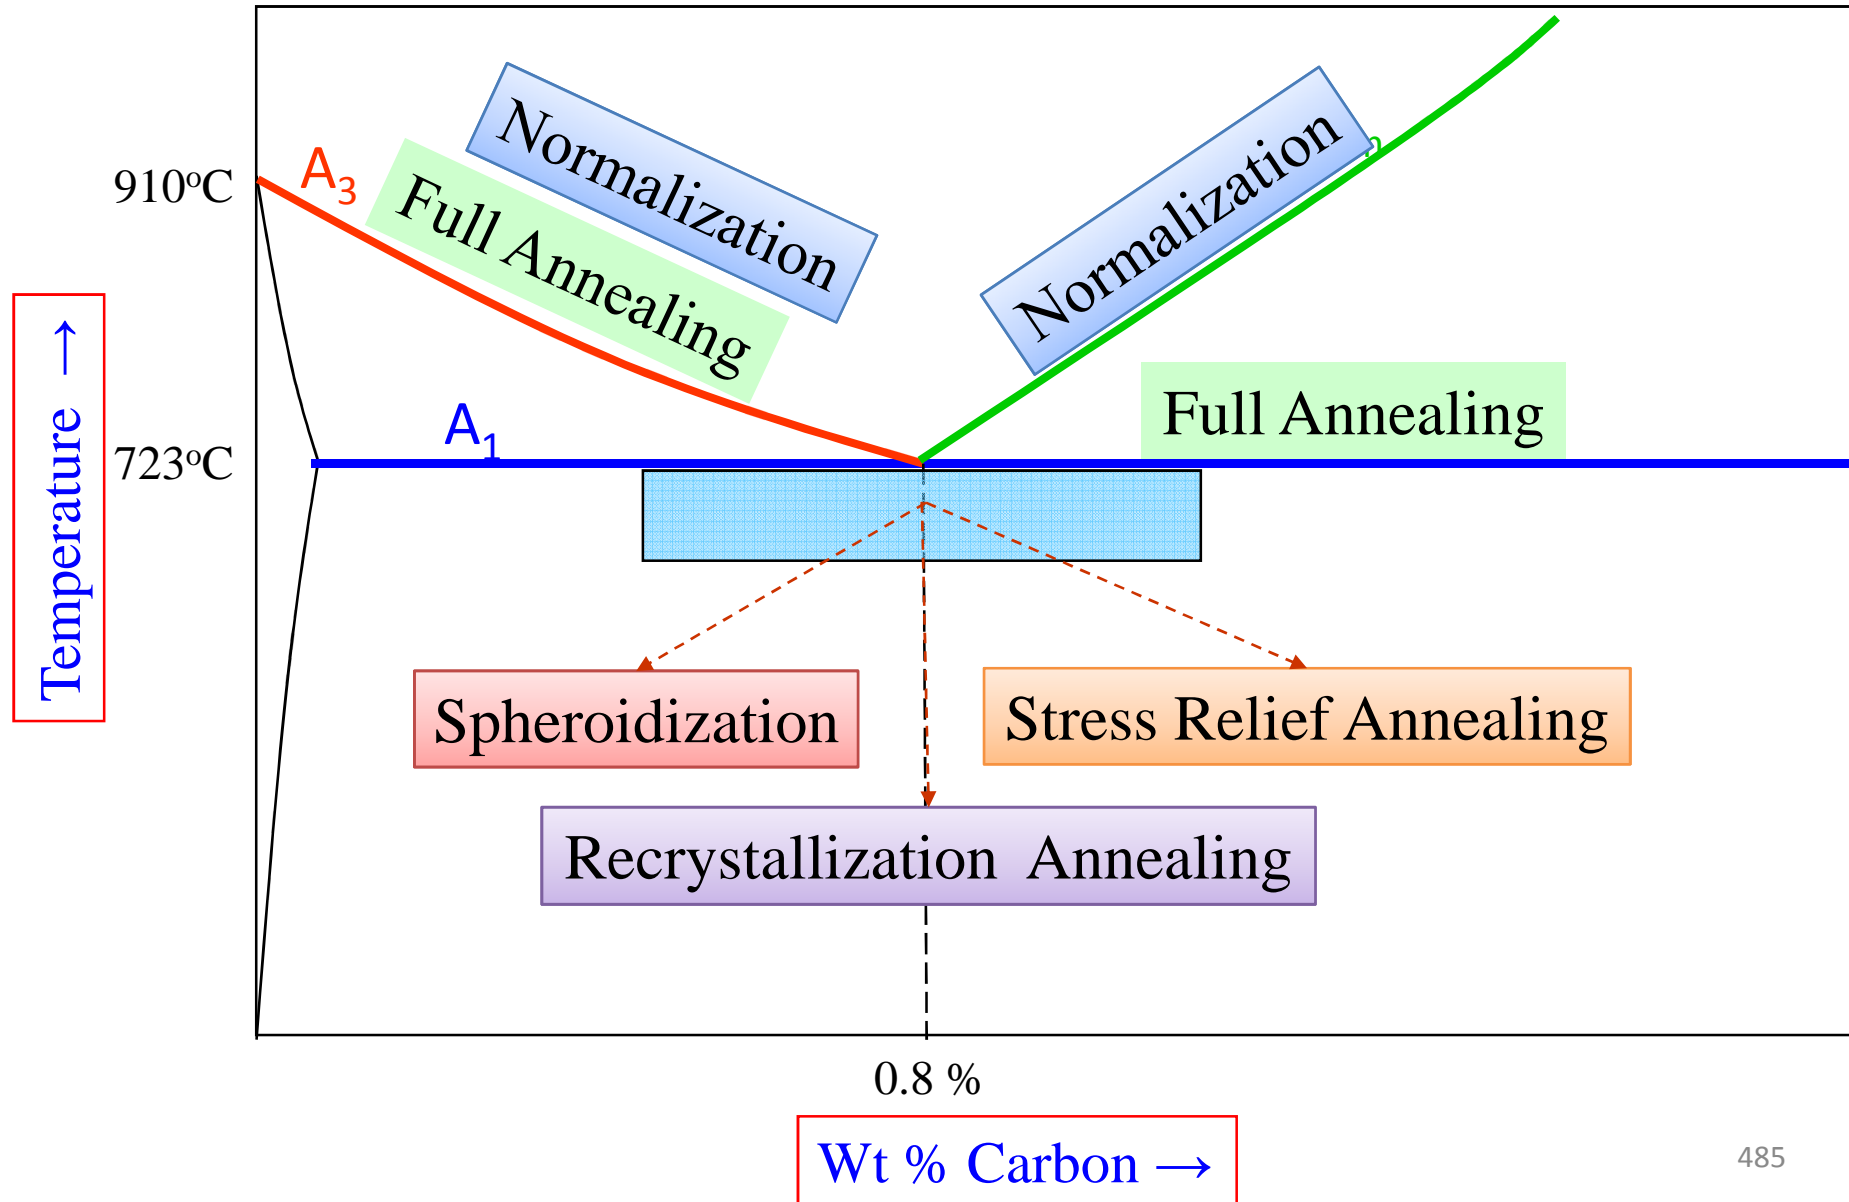 Normalization
Normalization
A3
910oC
Full Annealing
Full Annealing
A1
723oC
Temperature →
Spheroidization
Stress Relief Annealing
Recrystallization Annealing
0.8 %
Wt % Carbon →
485